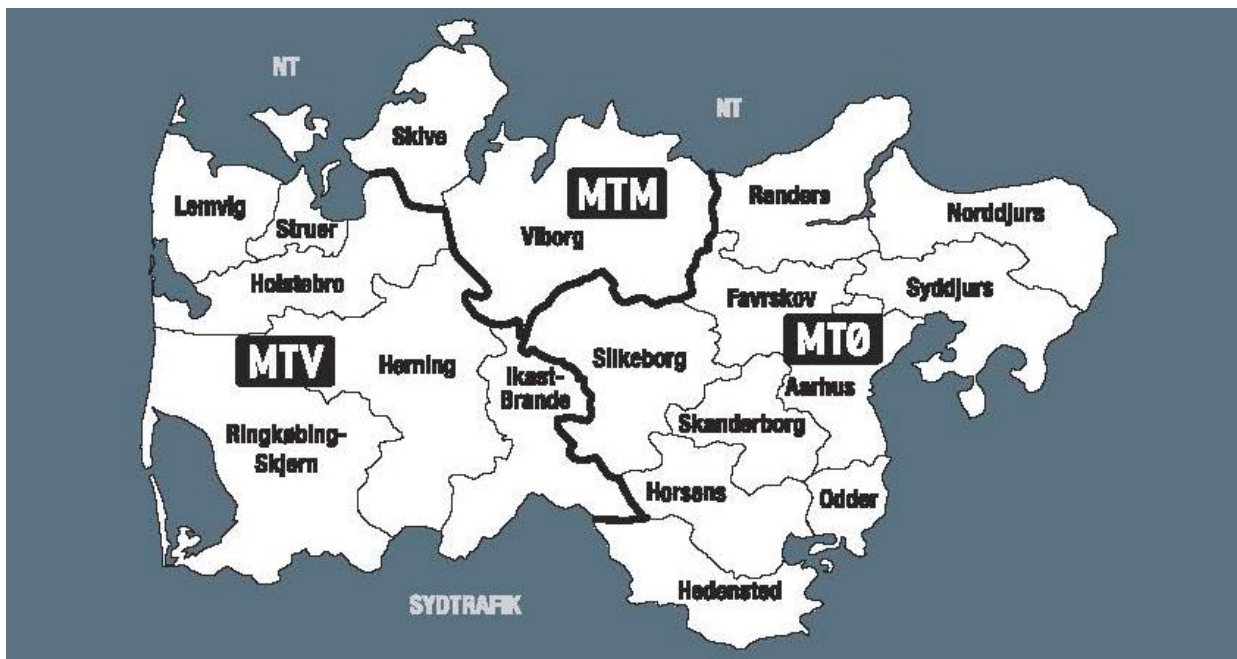 NT
NT
Skive
MTM
Lemvig
Struer
Viborg
Randers
Norddjurs
Holstebro
Favrskov
Syddjurs
MTV
Herning
Ikast-
Brande
Silkeborg
MTØ
Aarhus
Ringkøbing-
Skjern
Skanderborg
Horsens
Odder
Hedensted
SYDTRAFIK